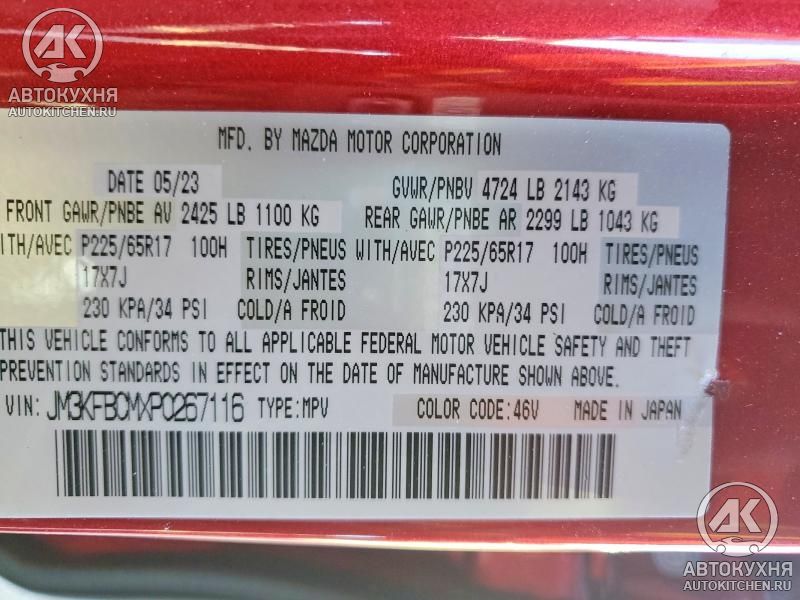 AK
АВТОКУХНЯ
AUTOKITCHEN.RU
MFD. BY MAZDA MOTOR CORPORATION
DATE 05/23 GVWR/PNBV 4724 LB 2143 KG
FRONT GAWR/PNBE AV 2425 LB 1100 KG REAR GAWR/PNBE AR 2299 LB 1043 KG
ITH/AVEC P225/65R17 100H TIRES/PNEUS WITH/AVEC P225/65R17 100H TIRES/PNEUS
17X7J RIMS/JANTES 17X7J RIMS/JANTES
230 KPA/34 PSI COLD/A FROID 230 KPA/34 PSI COLD/A FROID
THIS VEHICLE CONFORMS TO ALL APPLICABLE FEDERAL MOTOR VEHICLE SAFETY AND THEFT
PREVENTION STANDARDS IN EFFECT ON THE DATE OF MANUFACTURE SHOWN ABOVE.
VIN: JM3KFBCMXP0267116 TYPE:MPV COLOR CODE:46V MADE IN JAPAN
AK
АВТОКУХНЯ
AUTOKITCHEN.RU